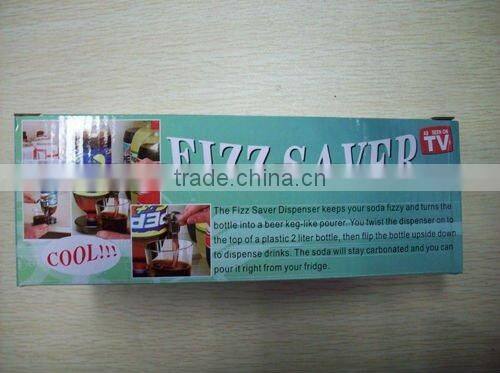 FIZZ SAVER
AS SEEN ON
TV
trade.china.cn
The Fizz Saver Dispenser keeps your soda fizzy and turns the
bottle into a beer keg-like pourer. You twist the dispenser on to
the top of a plastic 2 liter bottle, then flip the bottle upside down
to dispense drinks. The soda will stay carbonated and you can
pour it right from your fridge.
COOL!!!
PEP